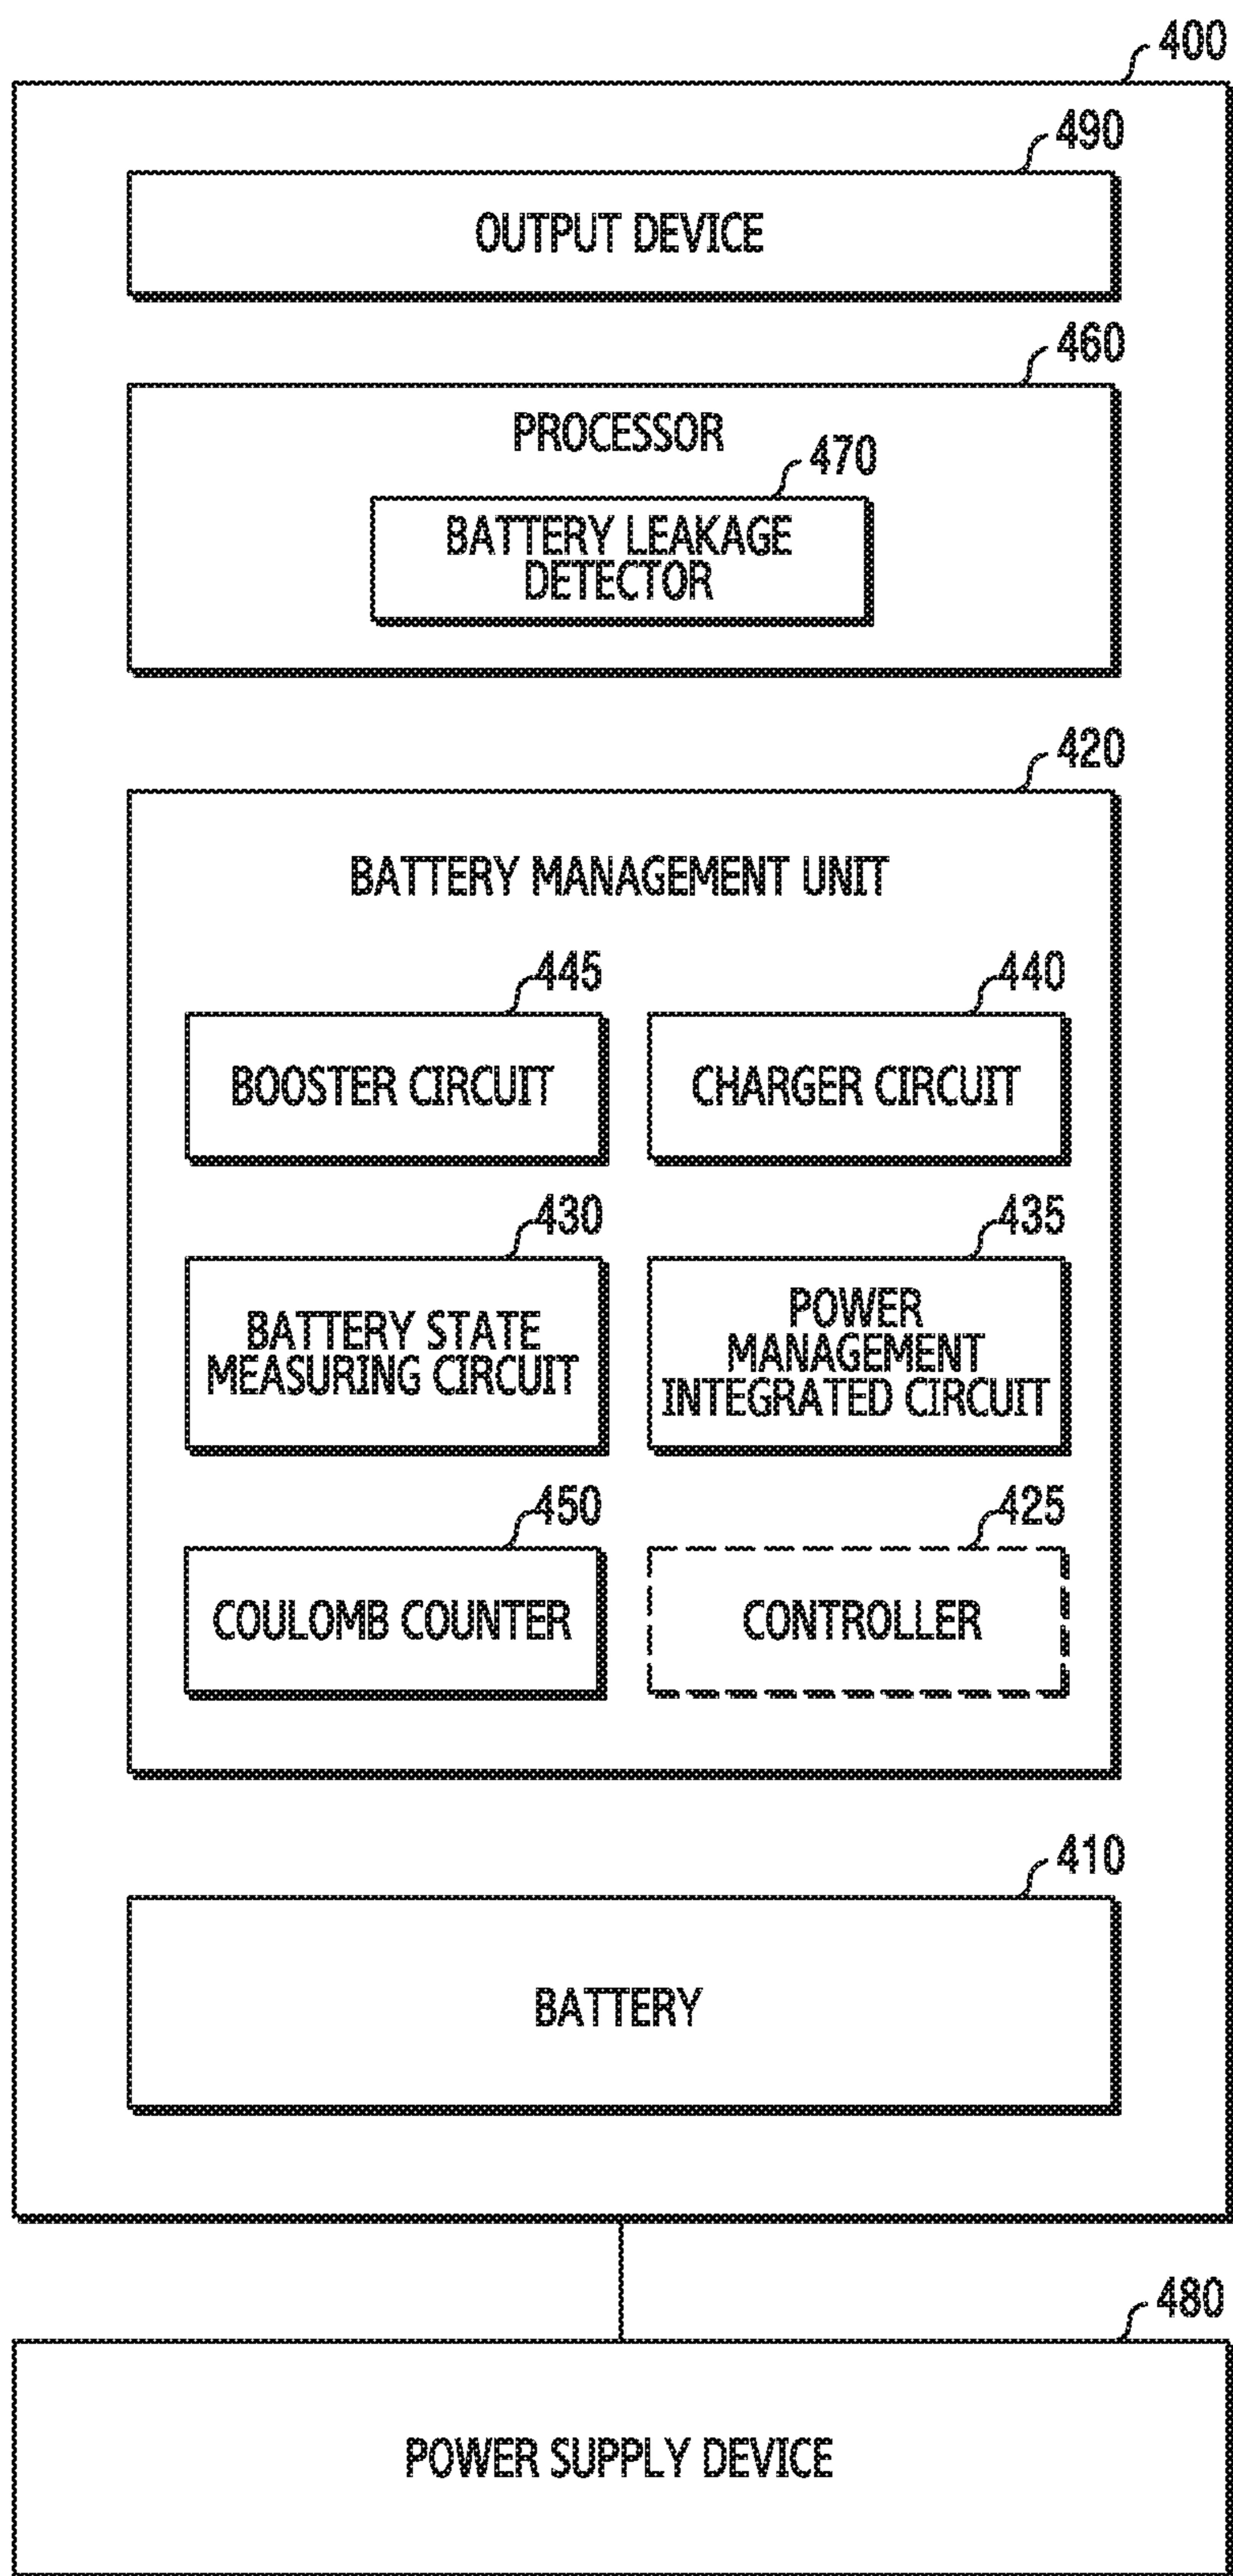 400
490
OUTPUT DEVICE
460
PROCESSOR
470
BATTERY LEAKAGE
DETECTOR
420
BATTERY MANAGEMENT UNIT
445
BOOSTER CIRCUIT
440
CHARGER CIRCUIT
430
BATTERY STATE
MEASURING CIRCUIT
435
POWER
MANAGEMENT
INTEGRATED CIRCUIT
450
COULOMB COUNTER
425
CONTROLLER
410
BATTERY
480
POWER SUPPLY DEVICE